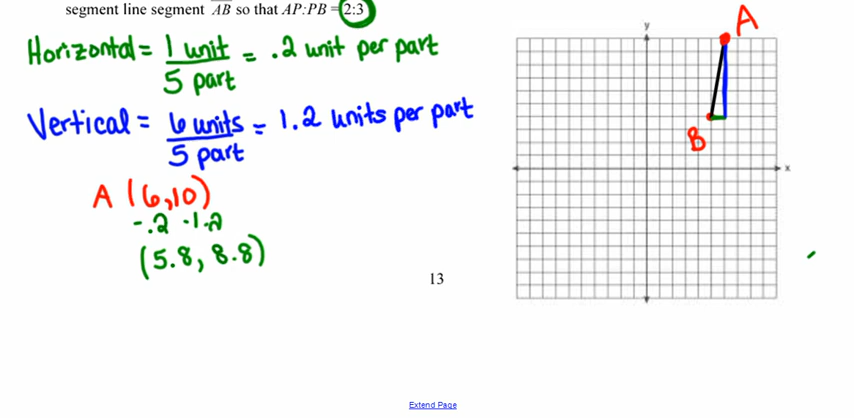 segment line segment AB so that AP:PB = 2:3
Horizontal = 1 unit / 5 part = .2 unit per part
Vertical = 6 units / 5 part = 1.2 units per part
A (6,10)
-.2 -1.2
(5.8, 8.8)
13
y
A
B
x
Extend Page